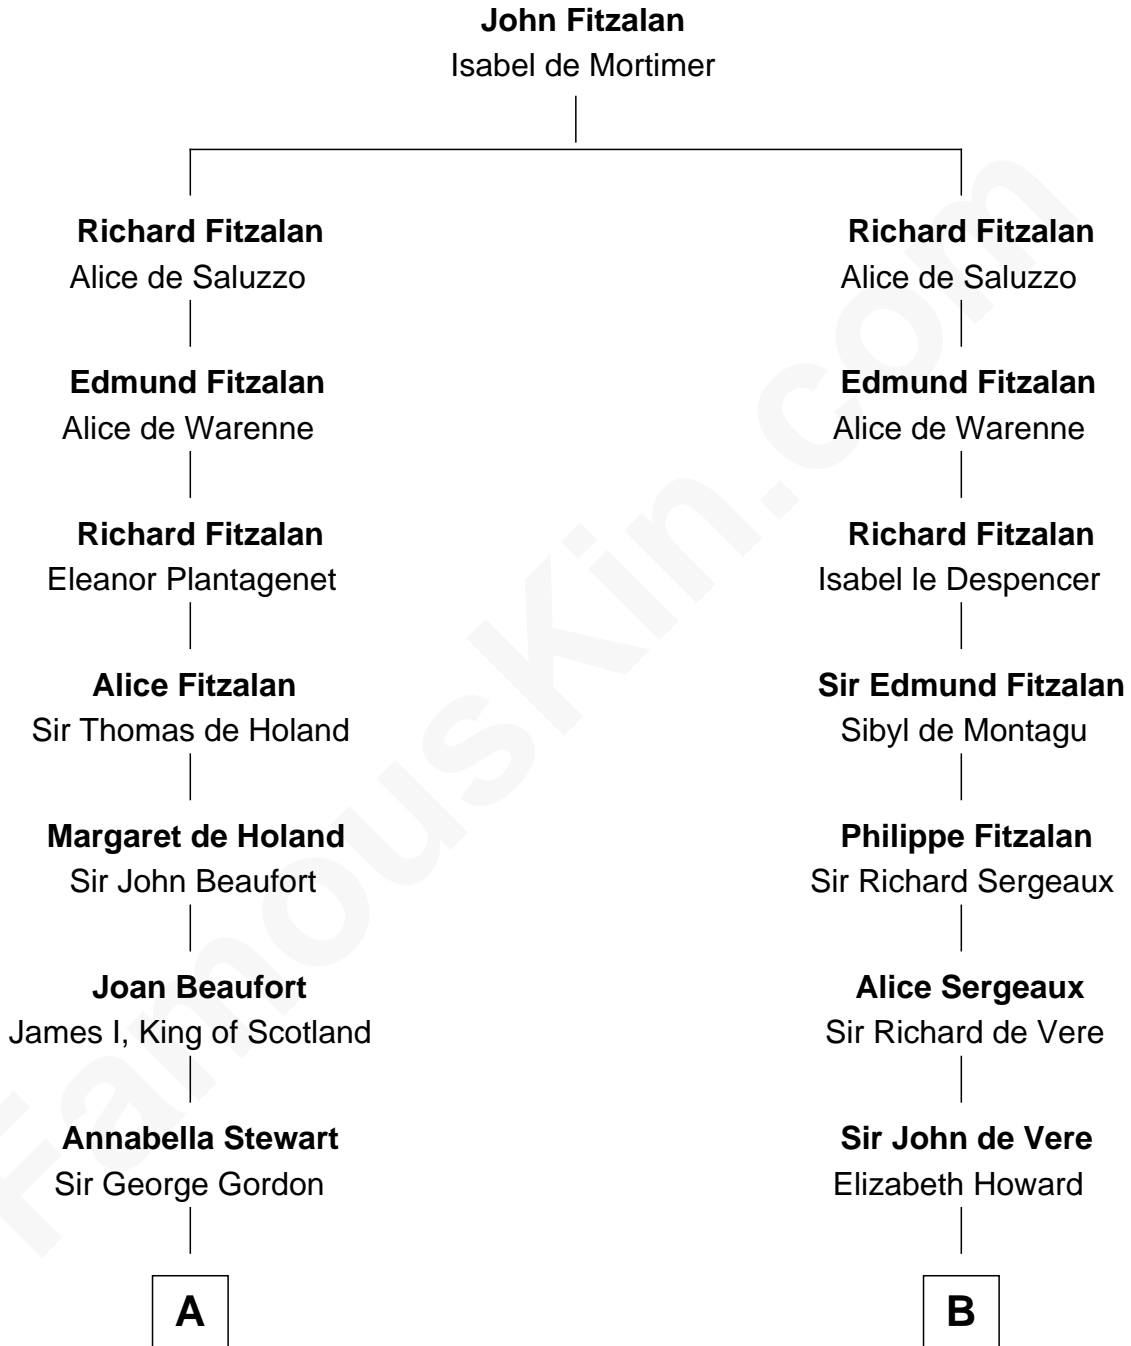 John Fitzalan
Isabel de Mortimer
Richard Fitzalan
Alice de Saluzzo
Richard Fitzalan
Alice de Saluzzo
Edmund Fitzalan
Alice de Warenne
Edmund Fitzalan
Alice de Warenne
Richard Fitzalan
Eleanor Plantagenet
Richard Fitzalan
Isabel le Despencer
Alice Fitzalan
Sir Thomas de Holand
Sir Edmund Fitzalan
Sibyl de Montagu
Margaret de Holand
Sir John Beaufort
Philippe Fitzalan
Sir Richard Sergeaux
Joan Beaufort
James I, King of Scotland
Alice Sergeaux
Sir Richard de Vere
Annabella Stewart
Sir George Gordon
Sir John de Vere
Elizabeth Howard
A
B
FamousKin.com